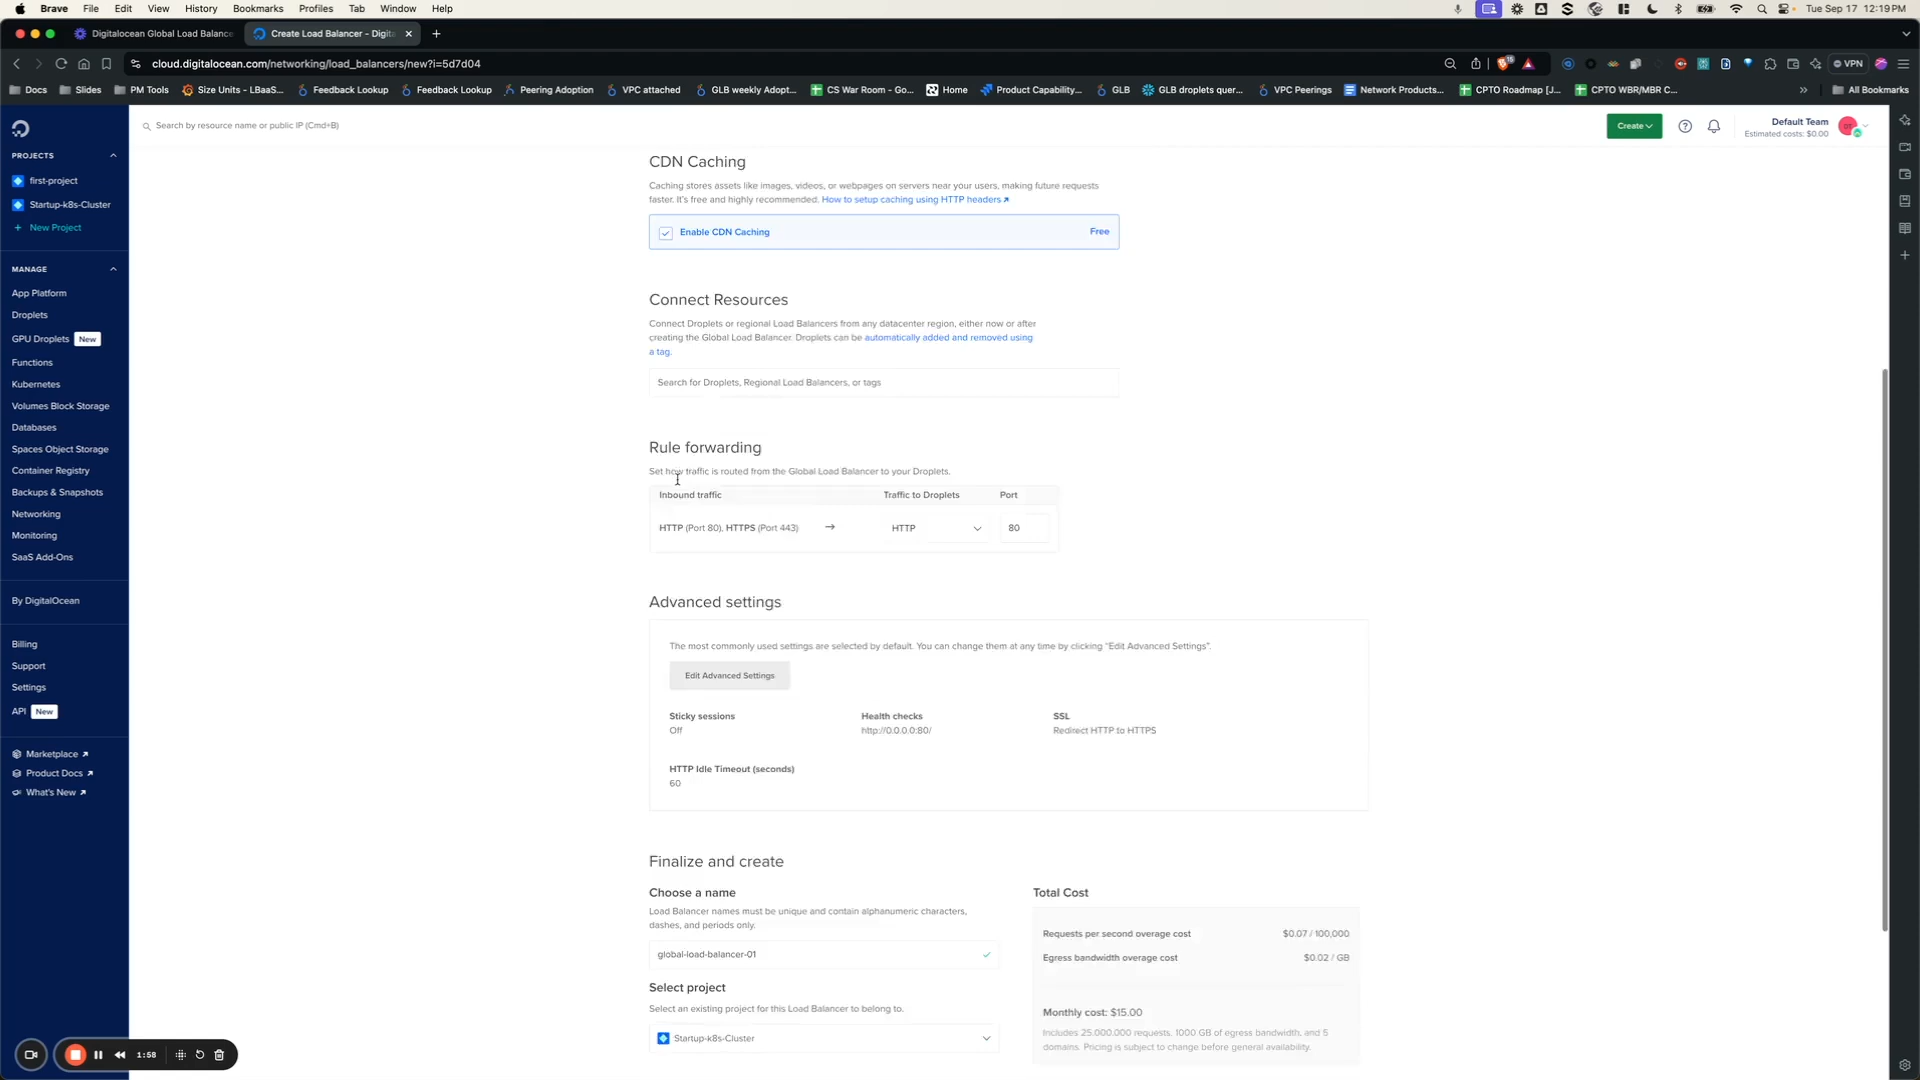 Brave File Edit View History Bookmarks Profiles Tab Window Help
Tue Sep 17 12:19 PM
Digitalocean Global Load Balance
Create Load Balancer - Digit
cloud.digitalocean.com/networking/load_balancers/new?i=5d7d04
VPN
Docs Slides PM Tools Size Units - LBaaS... Feedback Lookup Feedback Lookup Peering Adoption VPC attached GLB weekly Adopt... CS War Room - Go... Home Product Capability... GLB GLB droplets quer... VPC Peerings Network Products... CPTO Roadmap [J... CPTO WBR/MBR C... » All Bookmarks
Search by resource name or public IP (Cmd+B)
Create
Default Team
Estimated costs: $0.00
PROJECTS
first-project
Startup-k8s-Cluster
+ New Project
MANAGE
App Platform
Droplets
GPU Droplets New
Functions
Kubernetes
Volumes Block Storage
Databases
Spaces Object Storage
Container Registry
Backups & Snapshots
Networking
Monitoring
SaaS Add-Ons
By DigitalOcean
Billing
Support
Settings
API New
Marketplace
Product Docs
What's New
1:58
CDN Caching
Caching stores assets like images, videos, or webpages on servers near your users, making future requests
faster. It's free and highly recommended. How to setup caching using HTTP headers
Enable CDN Caching Free
Connect Resources
Connect Droplets or regional Load Balancers from any datacenter region, either now or after
creating the Global Load Balancer. Droplets can be automatically added and removed using
a tag.
Search for Droplets, Regional Load Balancers, or tags
Rule forwarding
Set how traffic is routed from the Global Load Balancer to your Droplets.
Inbound traffic Traffic to Droplets Port
HTTP (Port 80), HTTPS (Port 443) → HTTP 80
Advanced settings
The most commonly used settings are selected by default. You can change them at any time by clicking "Edit Advanced Settings".
Edit Advanced Settings
Sticky sessions Health checks SSL
Off http://0.0.0.0:80/ Redirect HTTP to HTTPS
HTTP Idle Timeout (seconds)
60
Finalize and create
Choose a name
Load Balancer names must be unique and contain alphanumeric characters,
dashes, and periods only.
global-load-balancer-01
Select project
Select an existing project for this Load Balancer to belong to.
Startup-k8s-Cluster
Total Cost
Requests per second overage cost $0.07 / 100,000
Egress bandwidth overage cost $0.02 / GB
Monthly cost: $15.00
Includes 25.000.000 requests, 1000 GB of egress bandwidth, and 5
domains. Pricing is subject to change before general availability.